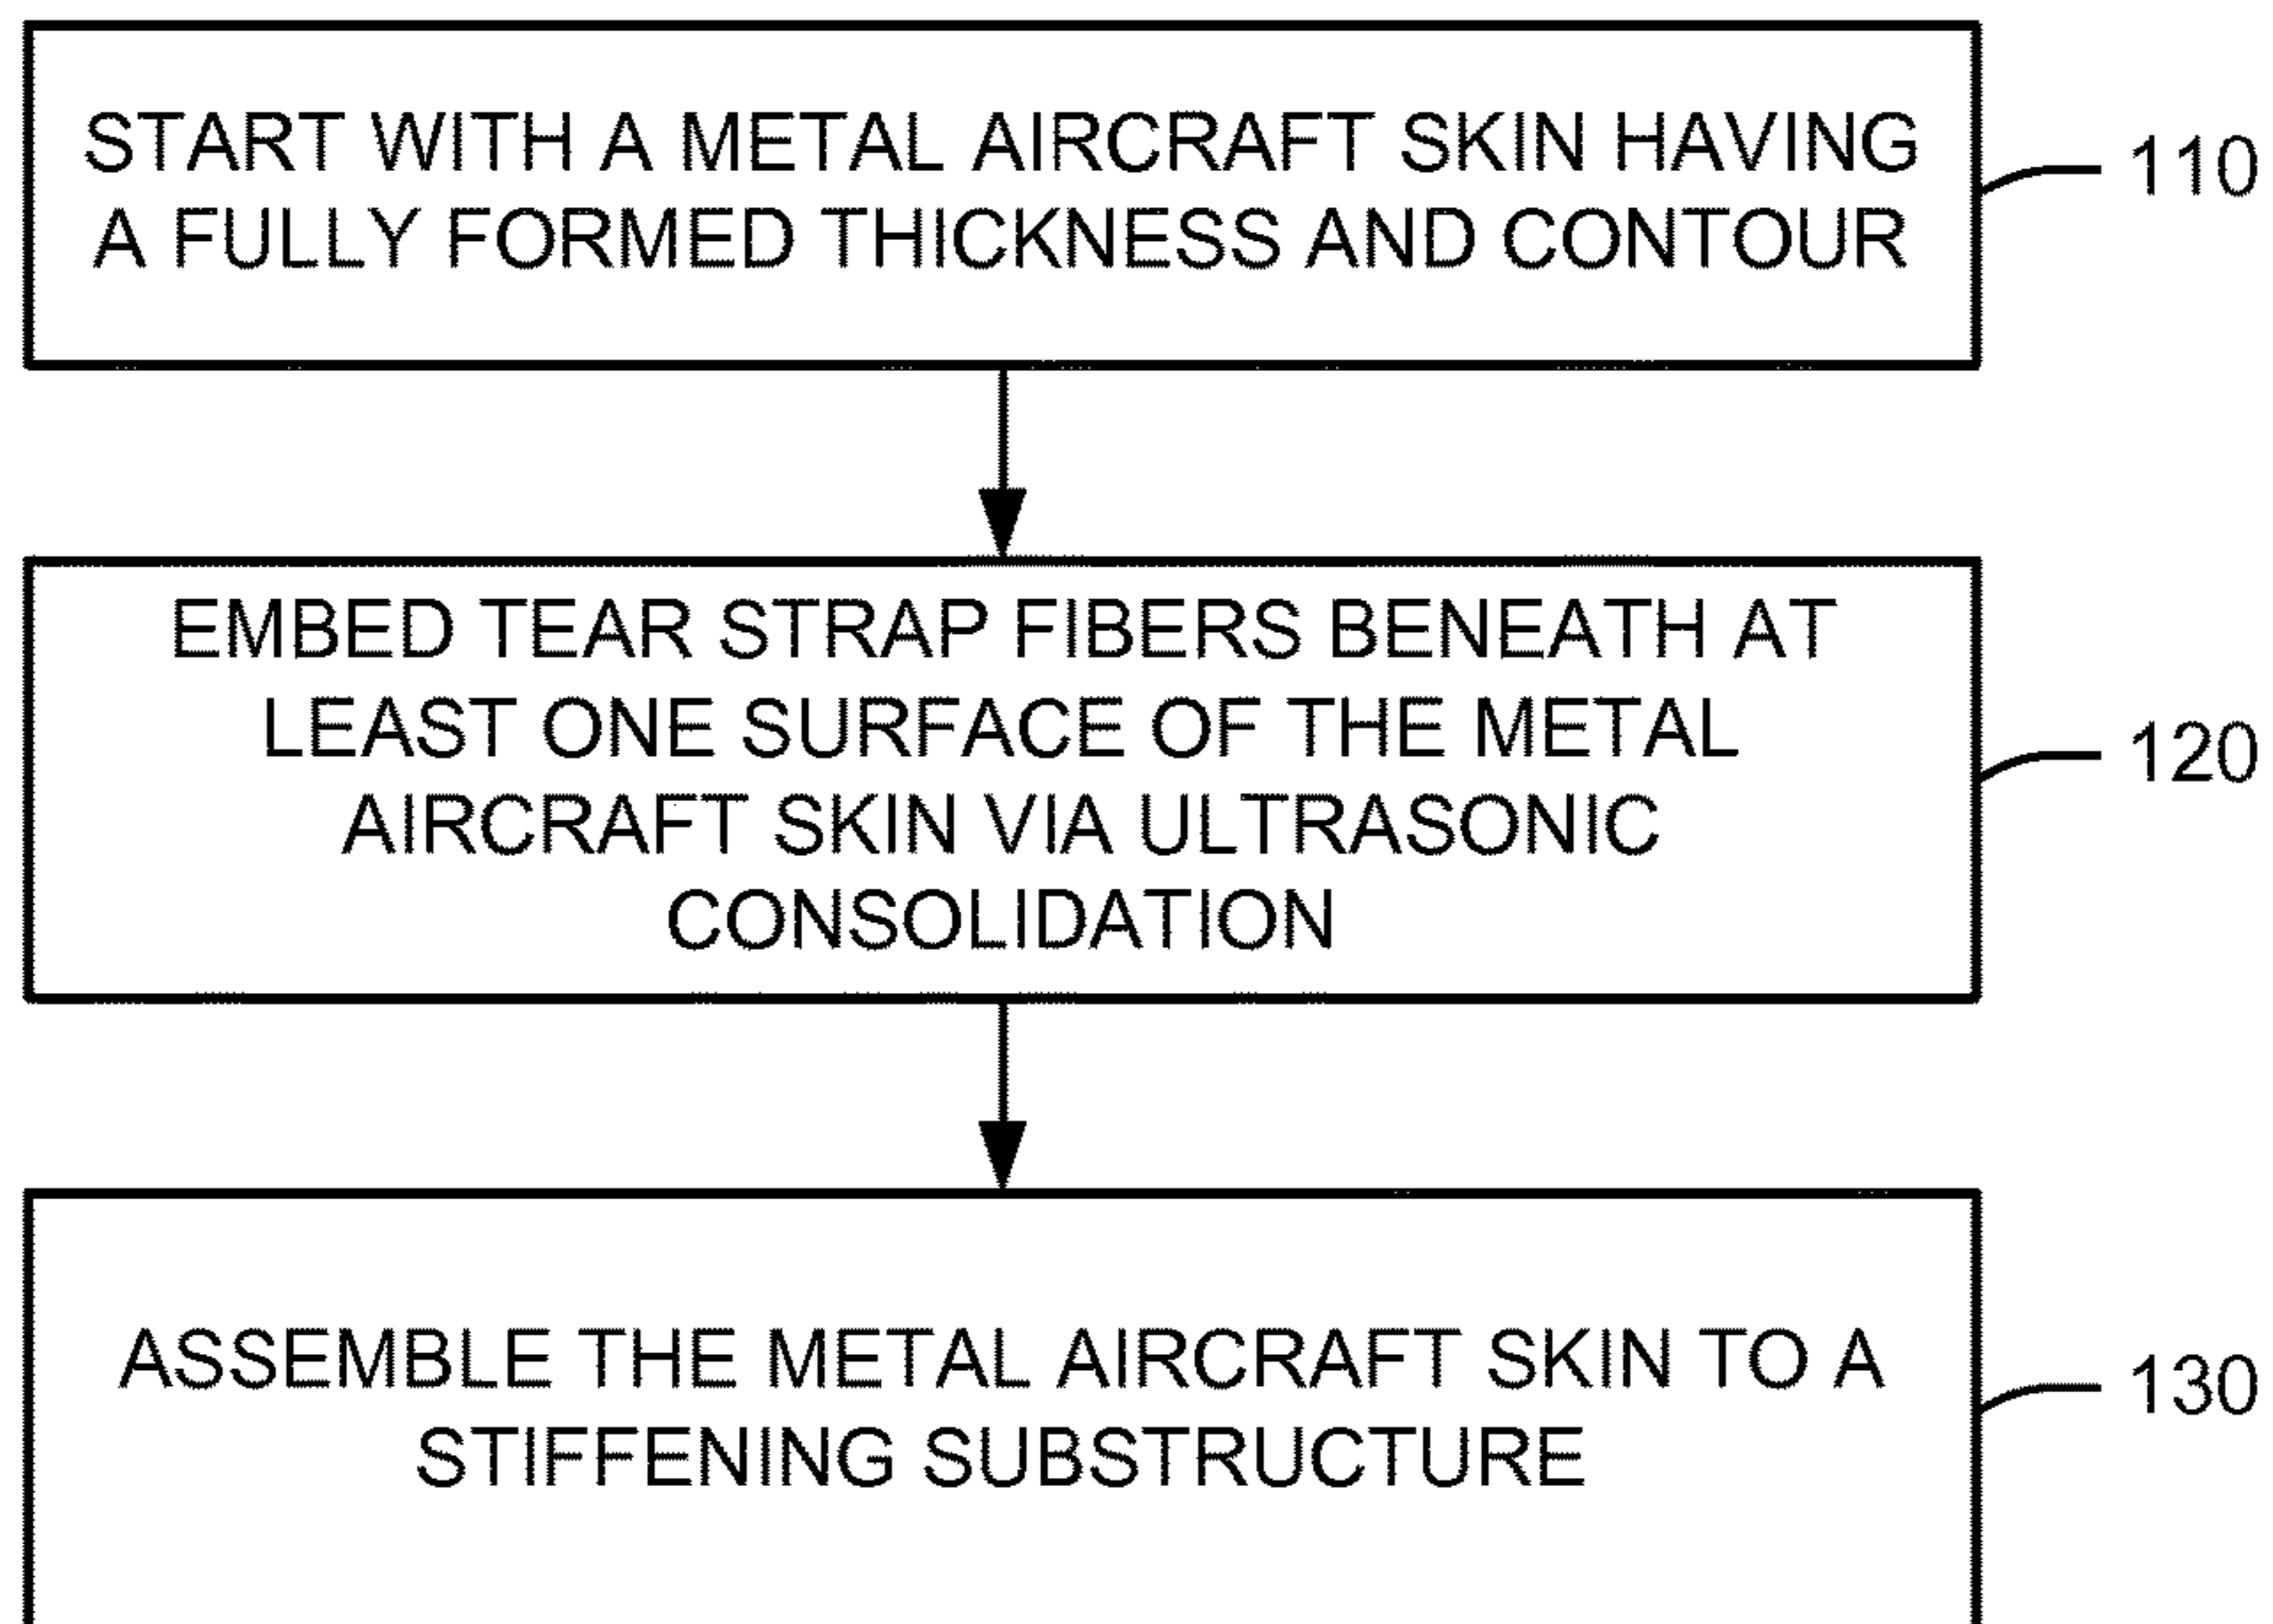 START WITH A METAL AIRCRAFT SKIN HAVING
A FULLY FORMED THICKNESS AND CONTOUR
110
EMBED TEAR STRAP FIBERS BENEATH AT
LEAST ONE SURFACE OF THE METAL
AIRCRAFT SKIN VIA ULTRASONIC
CONSOLIDATION
120
ASSEMBLE THE METAL AIRCRAFT SKIN TO A
STIFFENING SUBSTRUCTURE
130